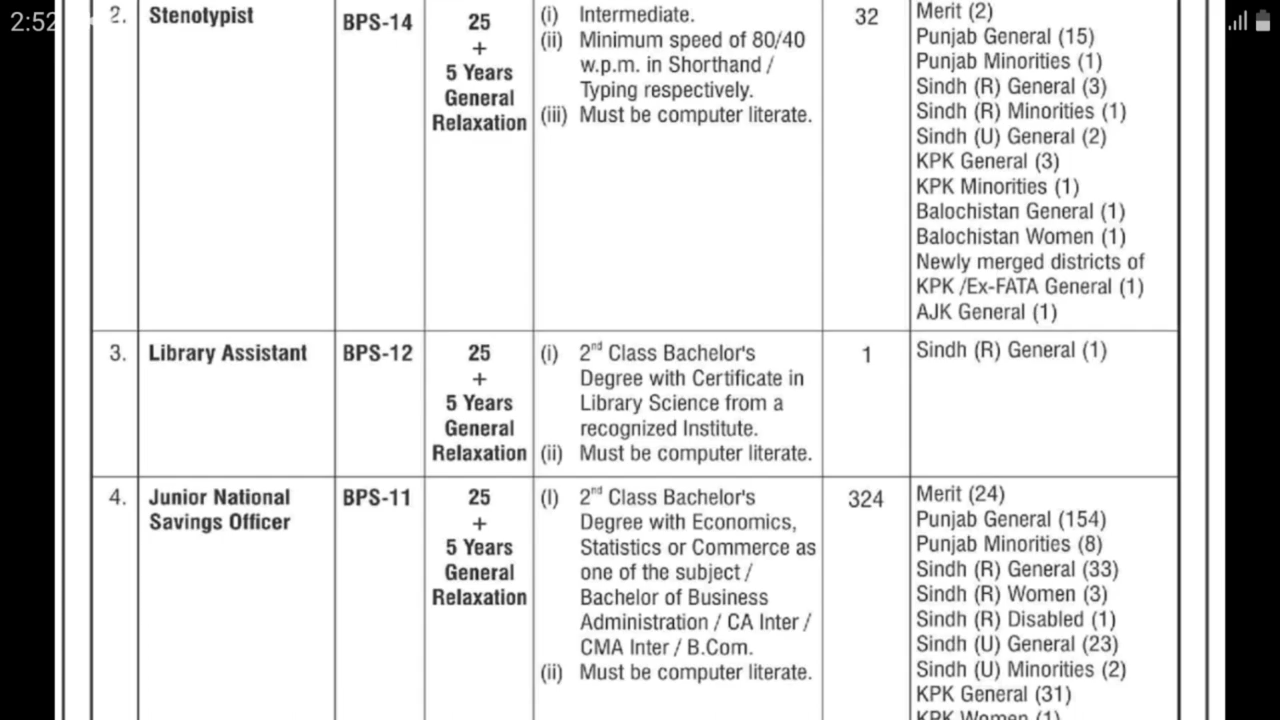 2:52
2. Stenotypist BPS-14 25 + 5 Years General Relaxation
(i) Intermediate.
(ii) Minimum speed of 80/40
w.p.m. in Shorthand /
Typing respectively.
(iii) Must be computer literate.
32
Merit (2)
Punjab General (15)
Punjab Minorities (1)
Sindh (R) General (3)
Sindh (R) Minorities (1)
Sindh (U) General (2)
KPK General (3)
KPK Minorities (1)
Balochistan General (1)
Balochistan Women (1)
Newly merged districts of
KPK /Ex-FATA General (1)
AJK General (1)
3. Library Assistant BPS-12 25 + 5 Years General Relaxation
(i) 2nd Class Bachelor's
Degree with Certificate in
Library Science from a
recognized Institute.
(ii) Must be computer literate.
1
Sindh (R) General (1)
4. Junior National
Savings Officer
BPS-11 25 + 5 Years General Relaxation
(I) 2nd Class Bachelor's
Degree with Economics,
Statistics or Commerce as
one of the subject /
Bachelor of Business
Administration / CA Inter /
CMA Inter / B.Com.
(ii) Must be computer literate.
324
Merit (24)
Punjab General (154)
Punjab Minorities (8)
Sindh (R) General (33)
Sindh (R) Women (3)
Sindh (R) Disabled (1)
Sindh (U) General (23)
Sindh (U) Minorities (2)
KPK General (31)
KPK Women (1)